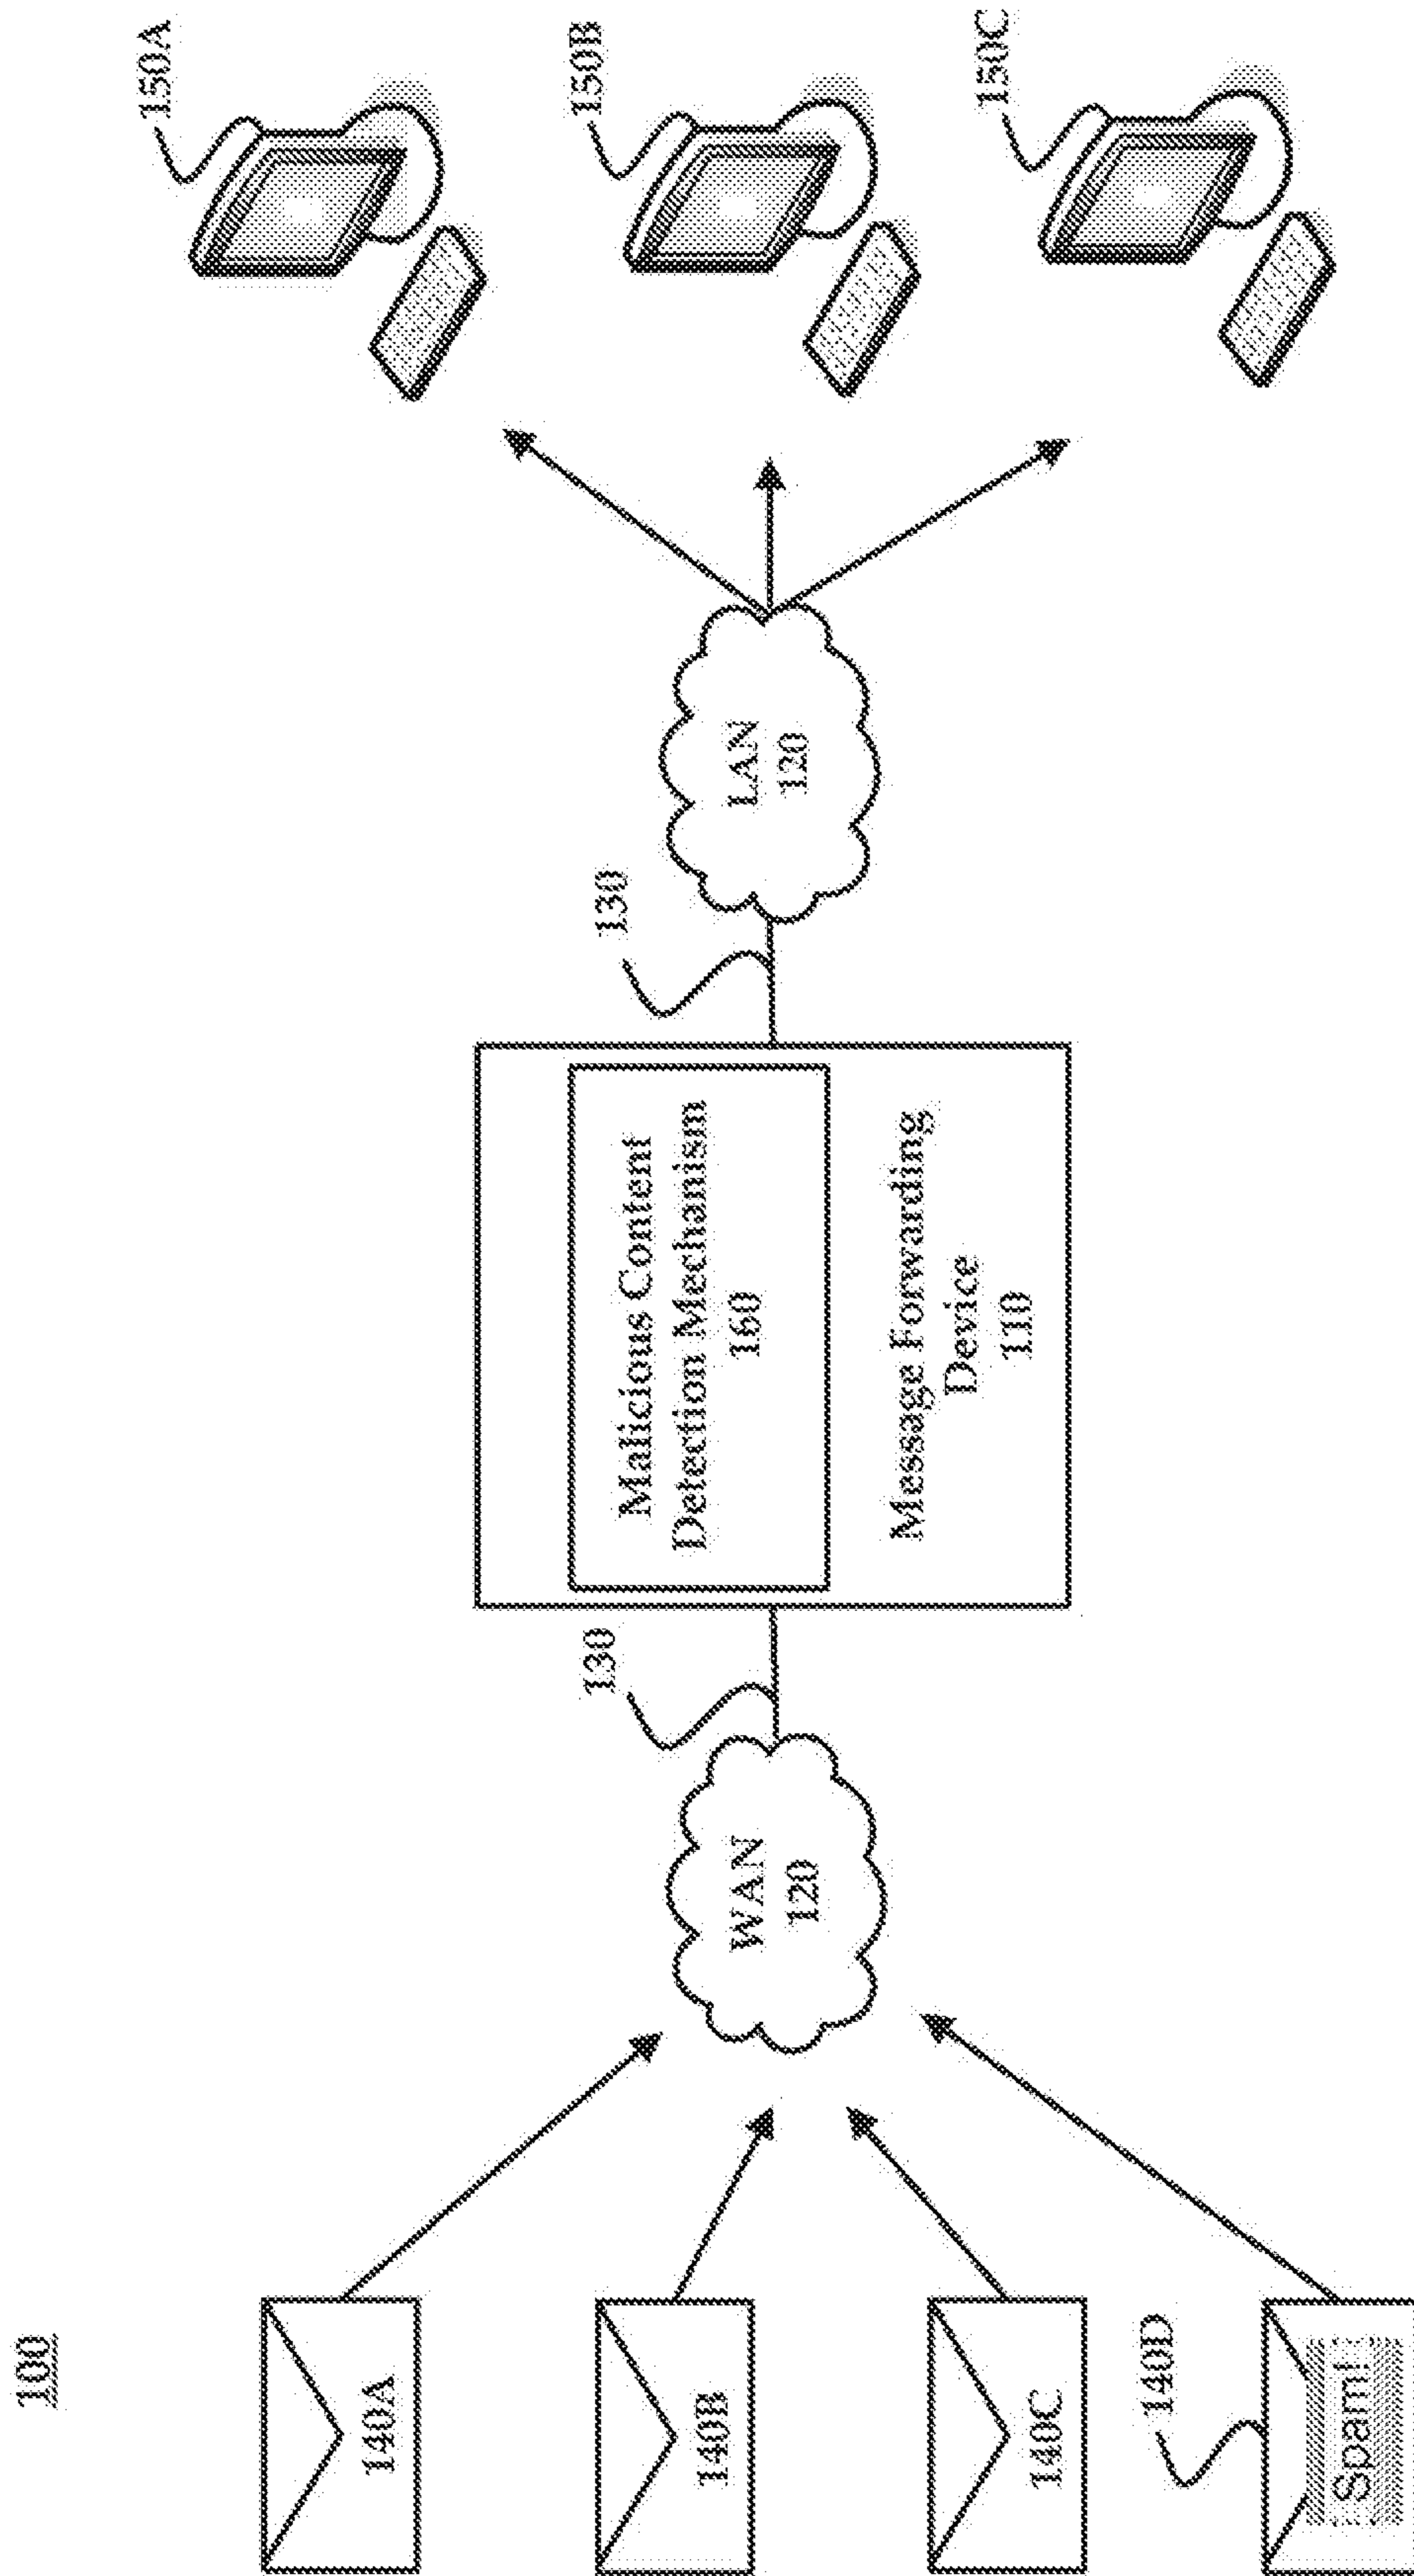 100
140A
140B
140C
140D
Spam!
WAN
120
130
Malicious Content
Detection Mechanism
160
Message Forwarding
Device
110
130
LAN
120
150A
150B
150C